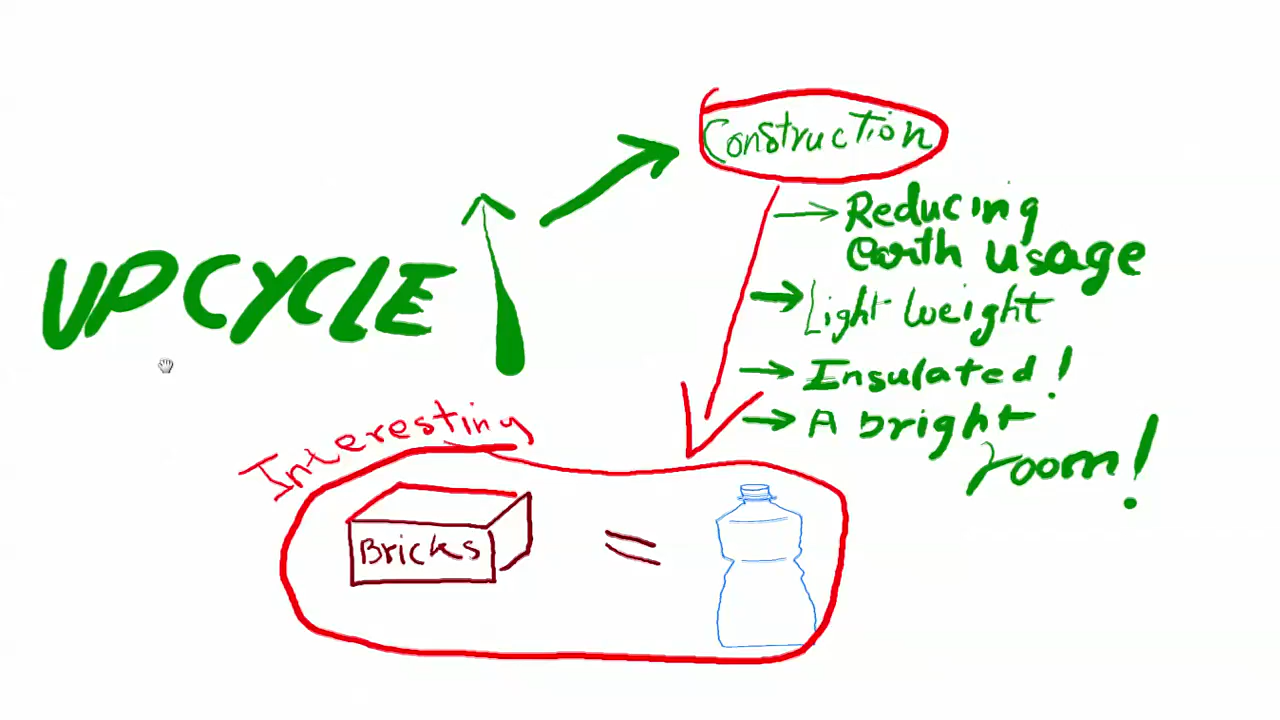 UPCYCLE
Construction
→ Reducing
earth usage
→ Light weight
→ Insulated!
→ A bright
room!
Interesting
Bricks =